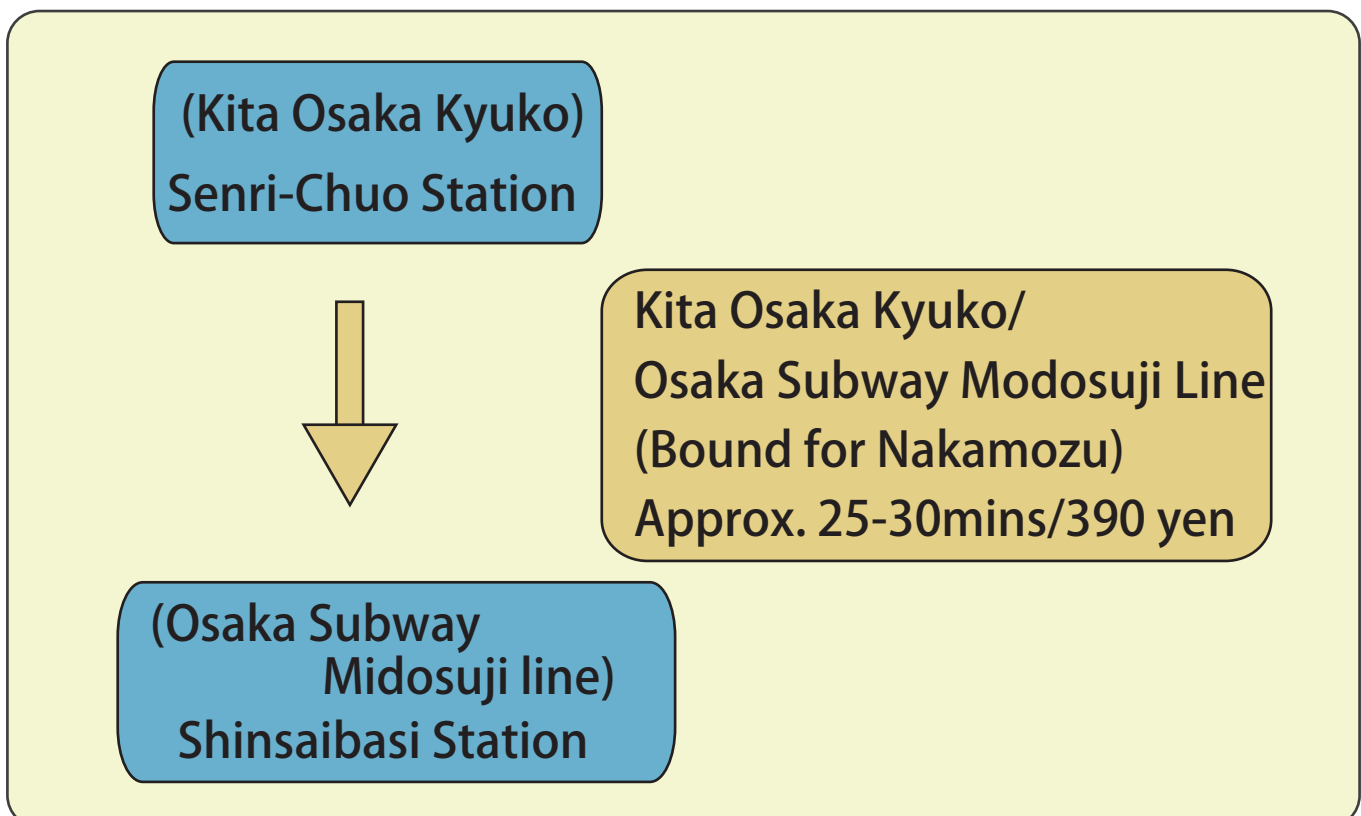 (Kita Osaka Kyuko)
Senri-Chuo Station
Kita Osaka Kyuko/
Osaka Subway Modosuji Line
(Bound for Nakamozu)
Approx. 25-30mins/390 yen
(Osaka Subway
Midosuji line)
Shinsaibasi Station